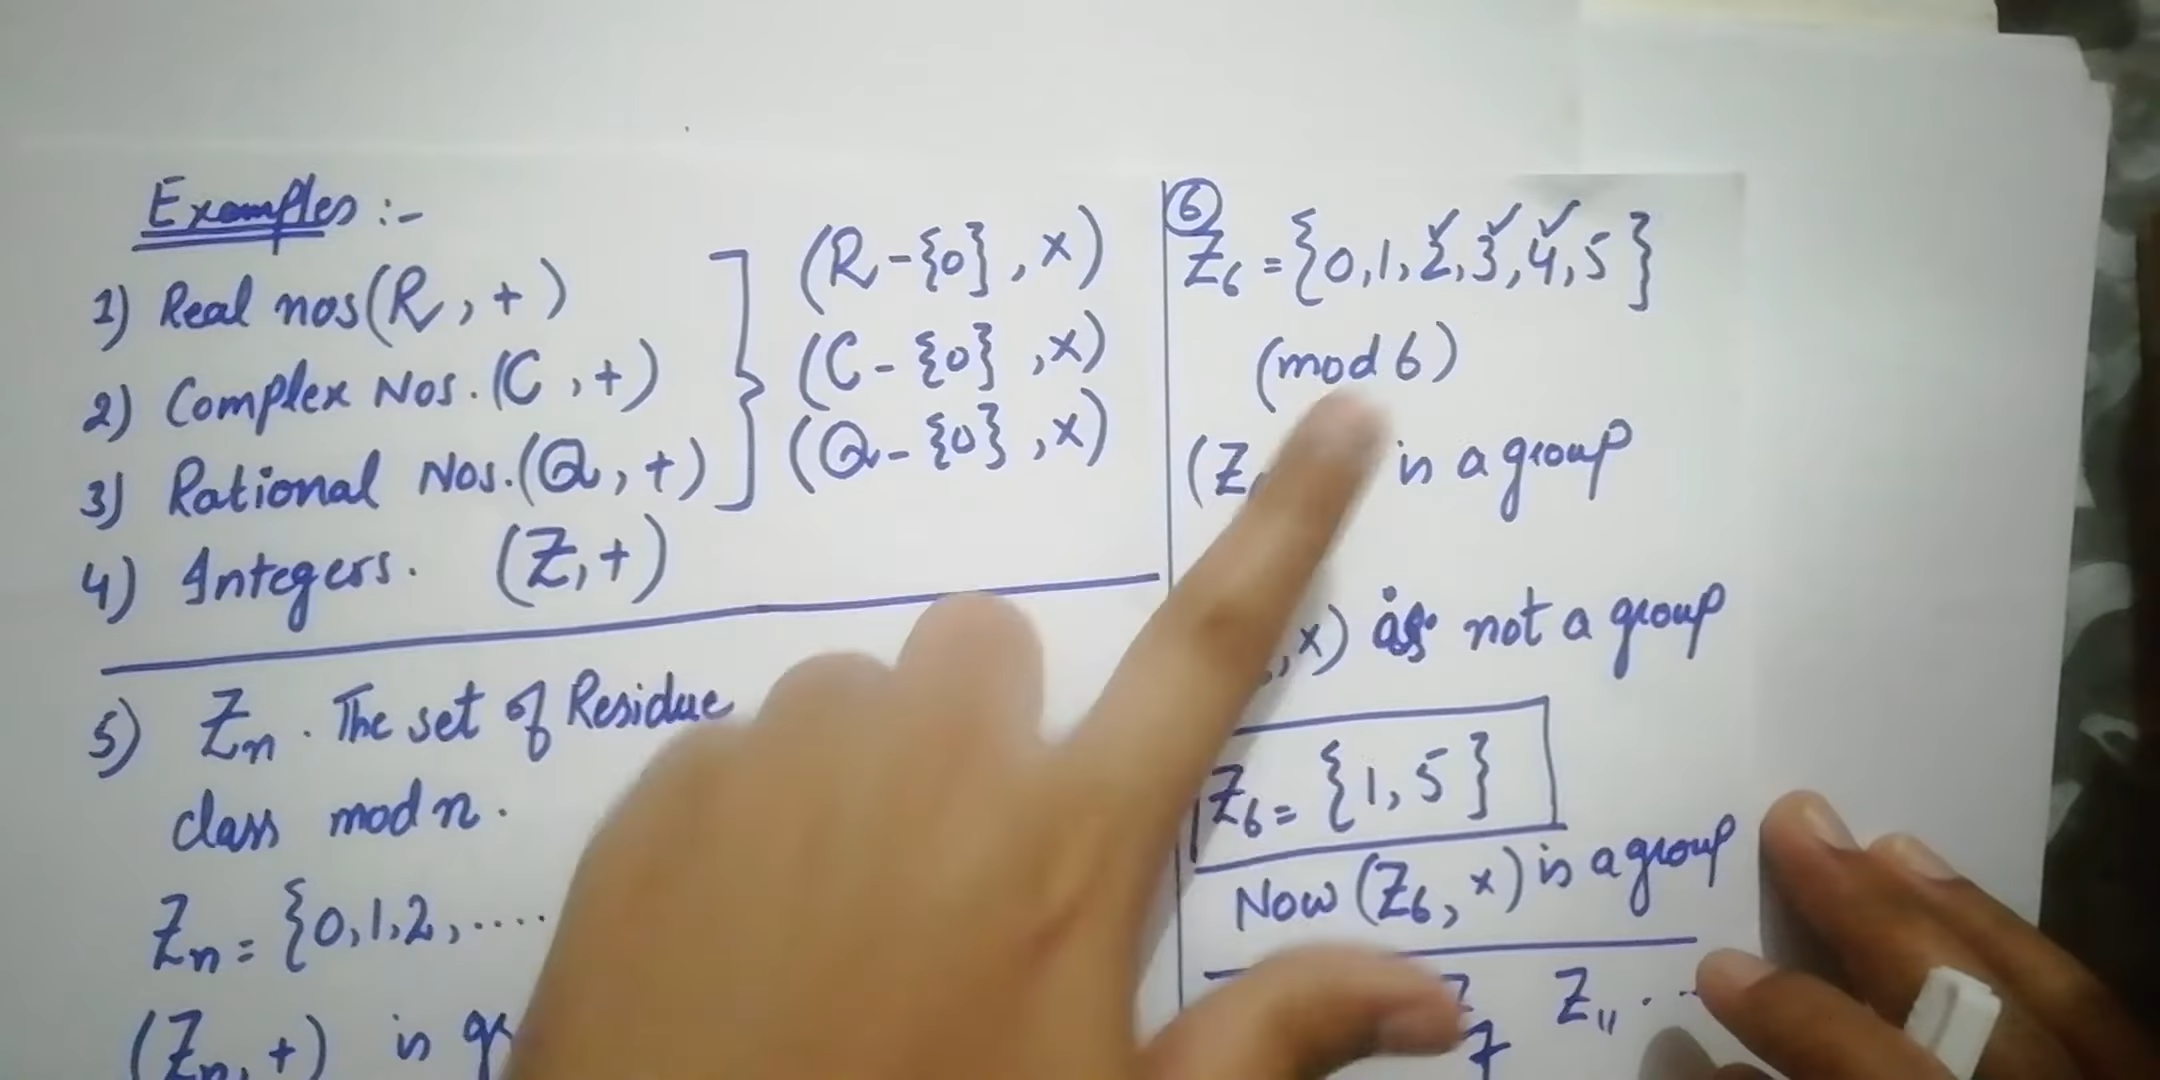 Examples :-
1) Real nos (R, +)
2) Complex Nos. (C, +)
3) Rational Nos. (Q, +)
(R - {0}, ×)
(C - {0}, ×)
(Q - {0}, ×)
4) Integers. (Z, +)
5) Zn. The set of Residue
class mod n.
Zn = {0, 1, 2, ....
(Zn, +) is
6
Z6 = {0, 1, 2, 3, 4, 5}
(mod 6)
(Z is a group
, ×) is not a group
Z6 = {1, 5}
Now (Z6, ×) is a group
7 Z11 . . -